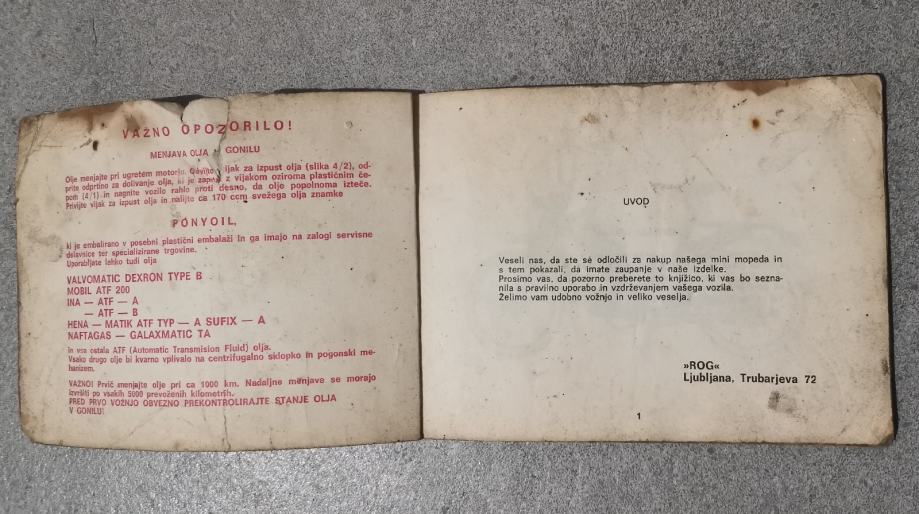 VAŽNO OPOZORILO!
MENJAVA OLJA GONILU
Olje menjajte pri ugretem motorju. Odvijte vijak za izpust olja (slika 4/2), od-
prite odprtino za dolivanje olja, ki je zaprta z vijakom oziroma plastičnim če-
pom (4/1) in nagnite vozilo rahlo proti desno, da olje popolnoma izteče.
Privijte vijak za izpust olja in nalijte ca 170 ccm svežega olja znamke
PONYOIL,
ki je embalirano v posebni plastični embalaži in ga imajo na zalogi servisne
delavnice ter specializirane trgovine.
Uporabljate lahko tudi olja
VALVOMATIC DEXRON TYPE B
MOBIL ATF 200
INA — ATF — A
— ATF — B
HENA — MATIK ATF TYP — A SUFIX — A
NAFTAGAS — GALAXMATIC TA
in vsa ostala ATF (Automatic Transmision Fluid) olja.
Vsako drugo olje bi kvarno vplivalo na centrifugalno sklopko in pogonski me-
hanizem.
VAŽNO! Prvič menjajte olje pri ca 1000 km. Nadaljne menjave se morajo
izvršiti po vsakih 5000 prevoženih kilometrih.
PRED PRVO VOŽNJO OBVEZNO PREKONTROLIRAJTE STANJE OLJA
V GONILU!
UVOD
Veseli nas, da ste se odločili za nakup našega mini mopeda in
s tem pokazali, da imate zaupanje v naše izdelke.
Prosimo vas, da pozorno preberete to knjižico, ki vas bo sezna-
nila s pravilno uporabo in vzdrževanjem vašega vozila.
Želimo vam udobno vožnjo in veliko veselja.
»ROG«
Ljubljana, Trubarjeva 72
1